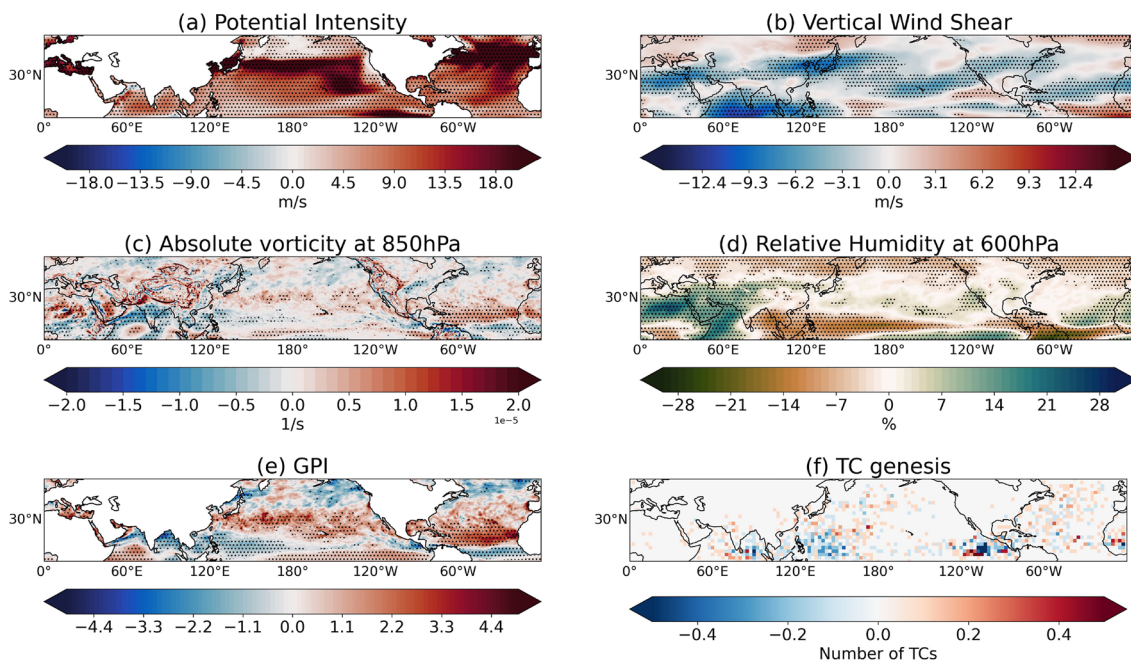 (a) Potential Intensity
30°N
0° 60°E 120°E 180° 120°W 60°W
−18.0 −13.5 −9.0 −4.5 0.0 4.5 9.0 13.5 18.0
m/s
(b) Vertical Wind Shear
30°N
0° 60°E 120°E 180° 120°W 60°W
−12.4 −9.3 −6.2 −3.1 0.0 3.1 6.2 9.3 12.4
m/s
(c) Absolute vorticity at 850hPa
30°N
0° 60°E 120°E 180° 120°W 60°W
−2.0 −1.5 −1.0 −0.5 0.0 0.5 1.0 1.5 2.0
1e−5
1/s
(d) Relative Humidity at 600hPa
30°N
0° 60°E 120°E 180° 120°W 60°W
−28 −21 −14 −7 0 7 14 21 28
%
(e) GPI
30°N
0° 60°E 120°E 180° 120°W 60°W
−4.4 −3.3 −2.2 −1.1 0.0 1.1 2.2 3.3 4.4
(f) TC genesis
30°N
0° 60°E 120°E 180° 120°W 60°W
−0.4 −0.2 0.0 0.2 0.4
Number of TCs